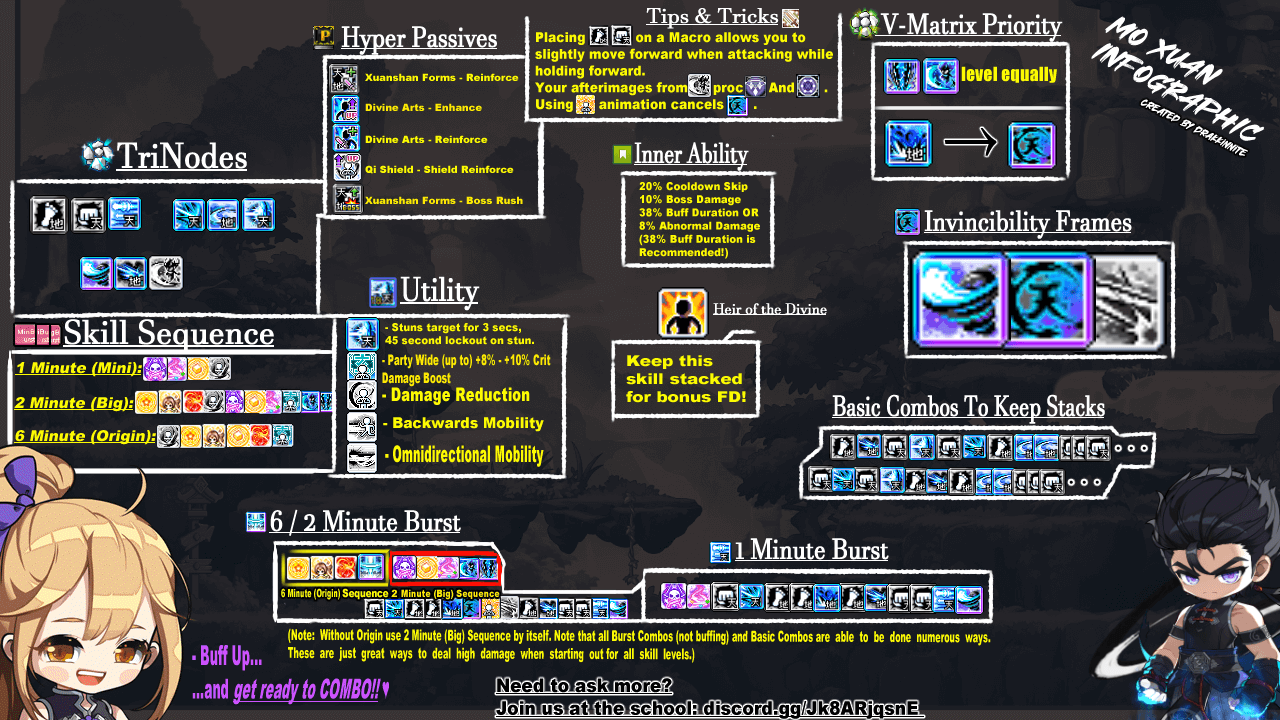 Tips & Tricks
Placing on a Macro allows you to
slightly move forward when attacking while
holding forward.
Your afterimages from proc And .
Using animation cancels .
V-Matrix Priority
level equally
MO XUAN
INFOGRAPHIC
CREATED BY DRAKKINVITE
Hyper Passives
Xuanshan Forms - Reinforce
Divine Arts - Enhance
Divine Arts - Reinforce
Qi Shield - Shield Reinforce
Xuanshan Forms - Boss Rush
TriNodes
Inner Ability
20% Cooldown Skip
10% Boss Damage
38% Buff Duration OR
8% Abnormal Damage
(38% Buff Duration is
Recommended!)
Invincibility Frames
Utility
- Stuns target for 3 secs,
45 second lockout on stun.
- Party Wide (up to) +8% - +10% Crit
Damage Boost
- Damage Reduction
- Backwards Mobility
- Omnidirectional Mobility
Heir of the Divine
Keep this
skill stacked
for bonus FD!
Skill Sequence
1 Minute (Mini):
2 Minute (Big):
6 Minute (Origin):
Basic Combos To Keep Stacks
6 / 2 Minute Burst
6 Minute (Origin) Sequence 2 Minute (Big) Sequence
1 Minute Burst
(Note: Without Origin use 2 Minute (Big) Sequence by itself. Note that all Burst Combos (not buffing) and Basic Combos are able to be done numerous ways.
These are just great ways to deal high damage when starting out for all skill levels.)
- Buff Up...
...and get ready to COMBO!!♥
Need to ask more?
Join us at the school: discord.gg/Jk8ARjqsnE